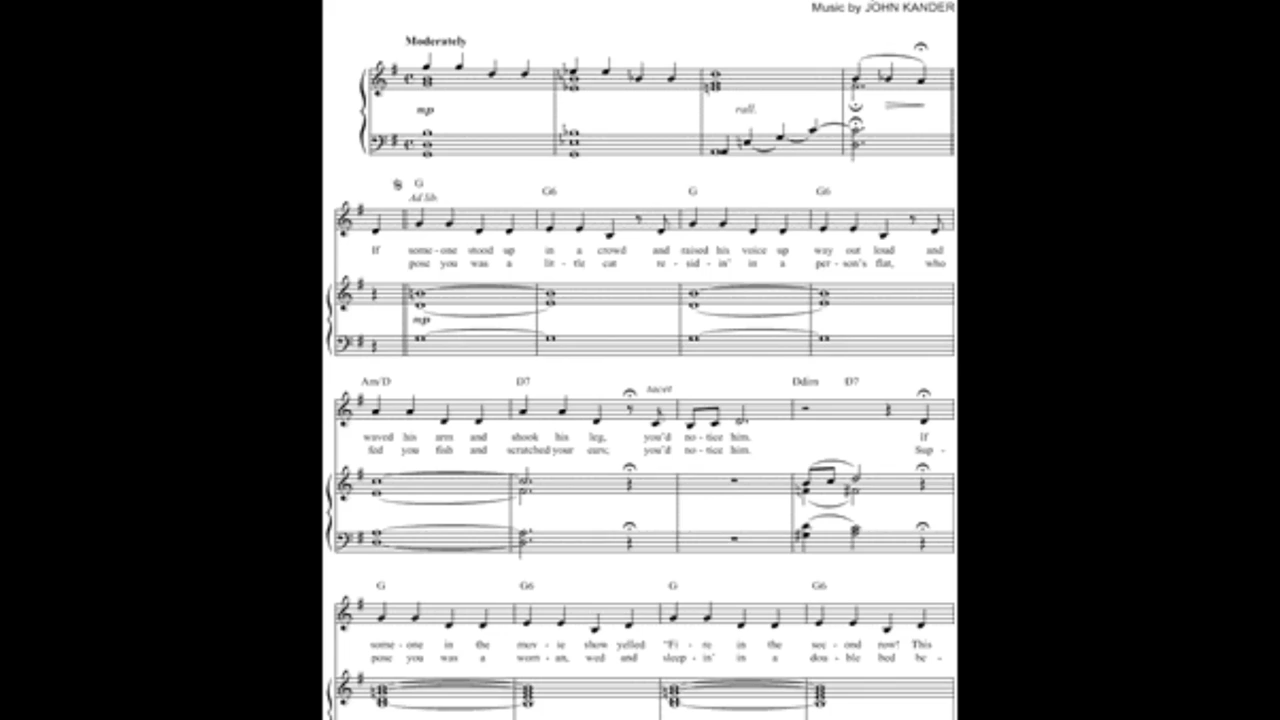 Music by JOHN KANDER
Moderately
mp
rall.
G
Ad lib.
G6 G G6
If some - one stood up in a crowd and raised his voice up way out loud and
pose you was a lit - tle cat re - sid - in' in a per - son's flat, who
mp
Am/D D7 tacet Ddim D7
waved his arm and shook his leg, you'd no - tice him. If
fed you fish and scratched your ears; you'd no - tice him. Sup -
G G6 G G6
some - one in the mov - ie show yelled "Fi - re in the sec - ond row! This
pose you was a wom - an, wed and sleep - in' in a dou - ble bed be -